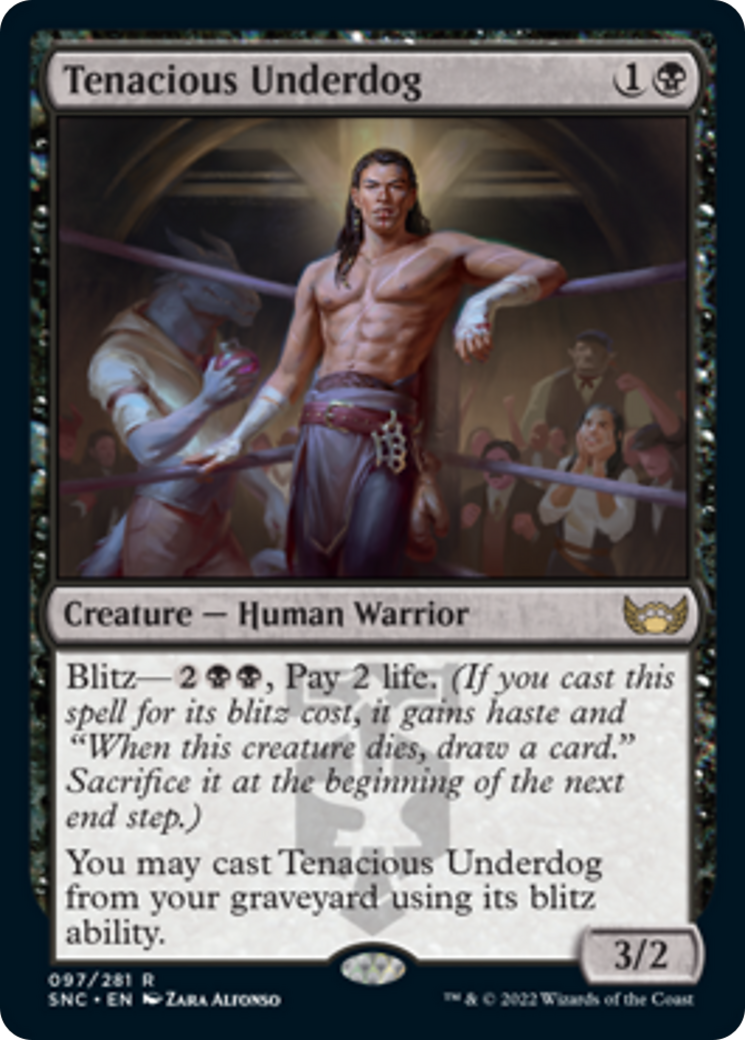 Tenacious Underdog 1
Creature — Human Warrior
Blitz—2, Pay 2 life. (If you cast this
spell for its blitz cost, it gains haste and
“When this creature dies, draw a card.”
Sacrifice it at the beginning of the next
end step.)
You may cast Tenacious Underdog
from your graveyard using its blitz
ability.
3/2
097/281 R
SNC • EN Zara Alfonso
™ & © 2022 Wizards of the Coast